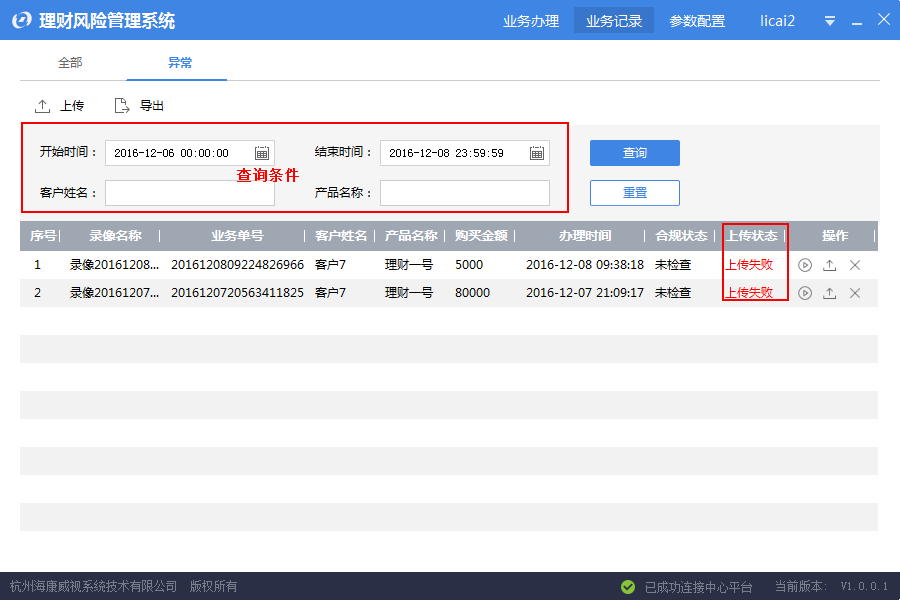 理财风险管理系统 业务办理 业务记录 参数配置 licai2
全部 异常
上传 导出
开始时间： 2016-12-06 00:00:00 结束时间： 2016-12-08 23:59:59 查询
查询条件
客户姓名： 产品名称： 重置
序号 录像名称 业务单号 客户姓名 产品名称 购买金额 办理时间 合规状态 上传状态 操作
1 录像20161208... 2016120809224826966 客户7 理财一号 5000 2016-12-08 09:38:18 未检查 上传失败
2 录像20161207... 2016120720563411825 客户7 理财一号 80000 2016-12-07 21:09:17 未检查 上传失败
杭州海康威视系统技术有限公司 版权所有 已成功连接中心平台 当前版本: V1.0.0.1